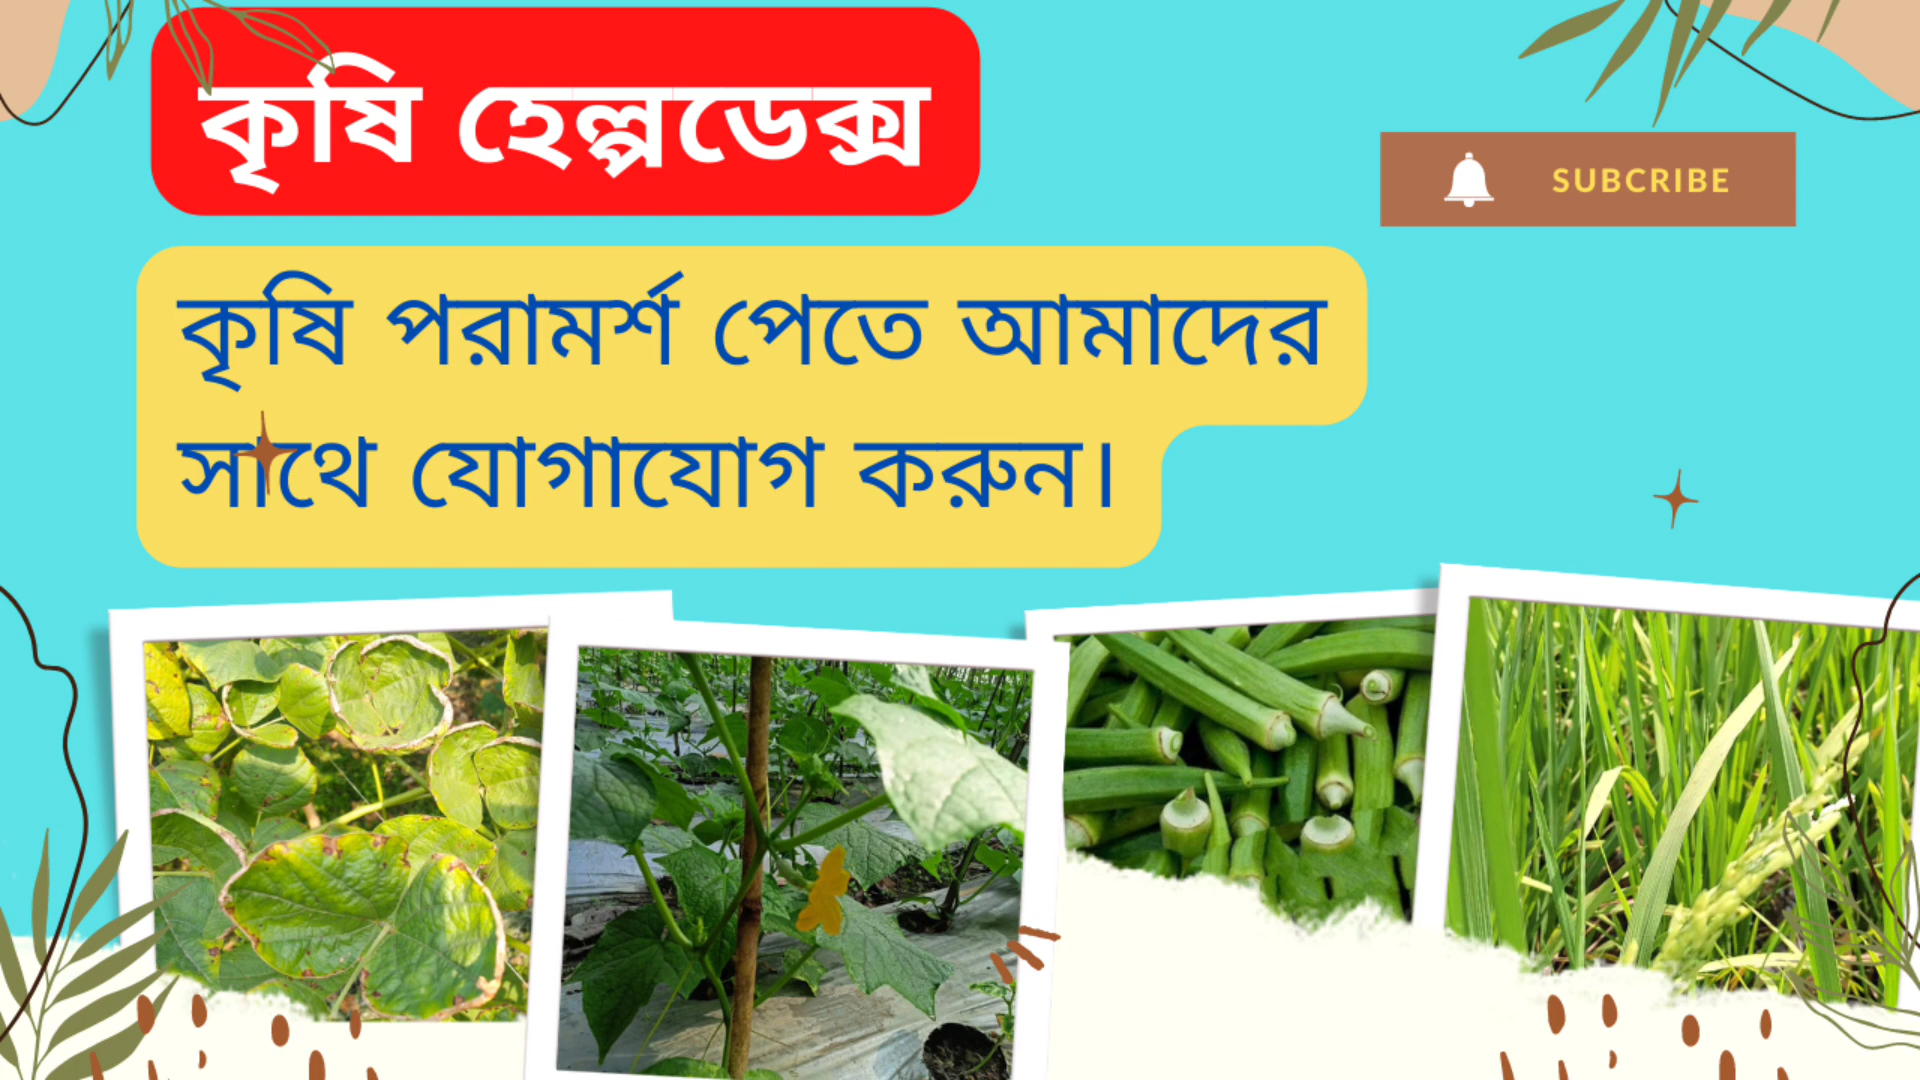 কৃষি হেল্পডেক্স
SUBCRIBE
কৃষি পরামর্শ পেতে আমাদের
সাথে যোগাযোগ করুন।